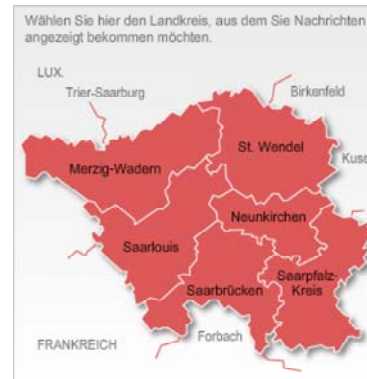 Wählen Sie hier den Landkreis, aus dem Sie Nachrichten
angezeigt bekommen möchten.
LUX.
Trier-Saarburg
Birkenfeld
St. Wendel
Merzig-Wadern
Neunkirchen
Saarlouis
Saarpfalz-
Kreis
Saarbrücken
Forbach
FRANKREICH